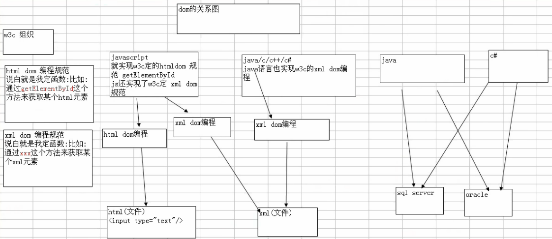 dom的关系图
w3c 组织
html dom 编程规范
说白就是我定函数:比如:
通过getElementById这个
方法来获取某个html元素
xml dom 编程规范
说白就是我定函数:比如:
通过xxx这个方法来获取某
个xml元素
javascript
就实现w3c定的htmldom 规
范 getElementById
js还实现了w3c定 xml dom
规范
java/c/c++/c#
java语言也实现w3c的xml dom编
程
java
c#
html dom编程
xml dom编程
xml dom编程
html(文件)
<input type="text"/>
xml(文件)
sql server
oracle